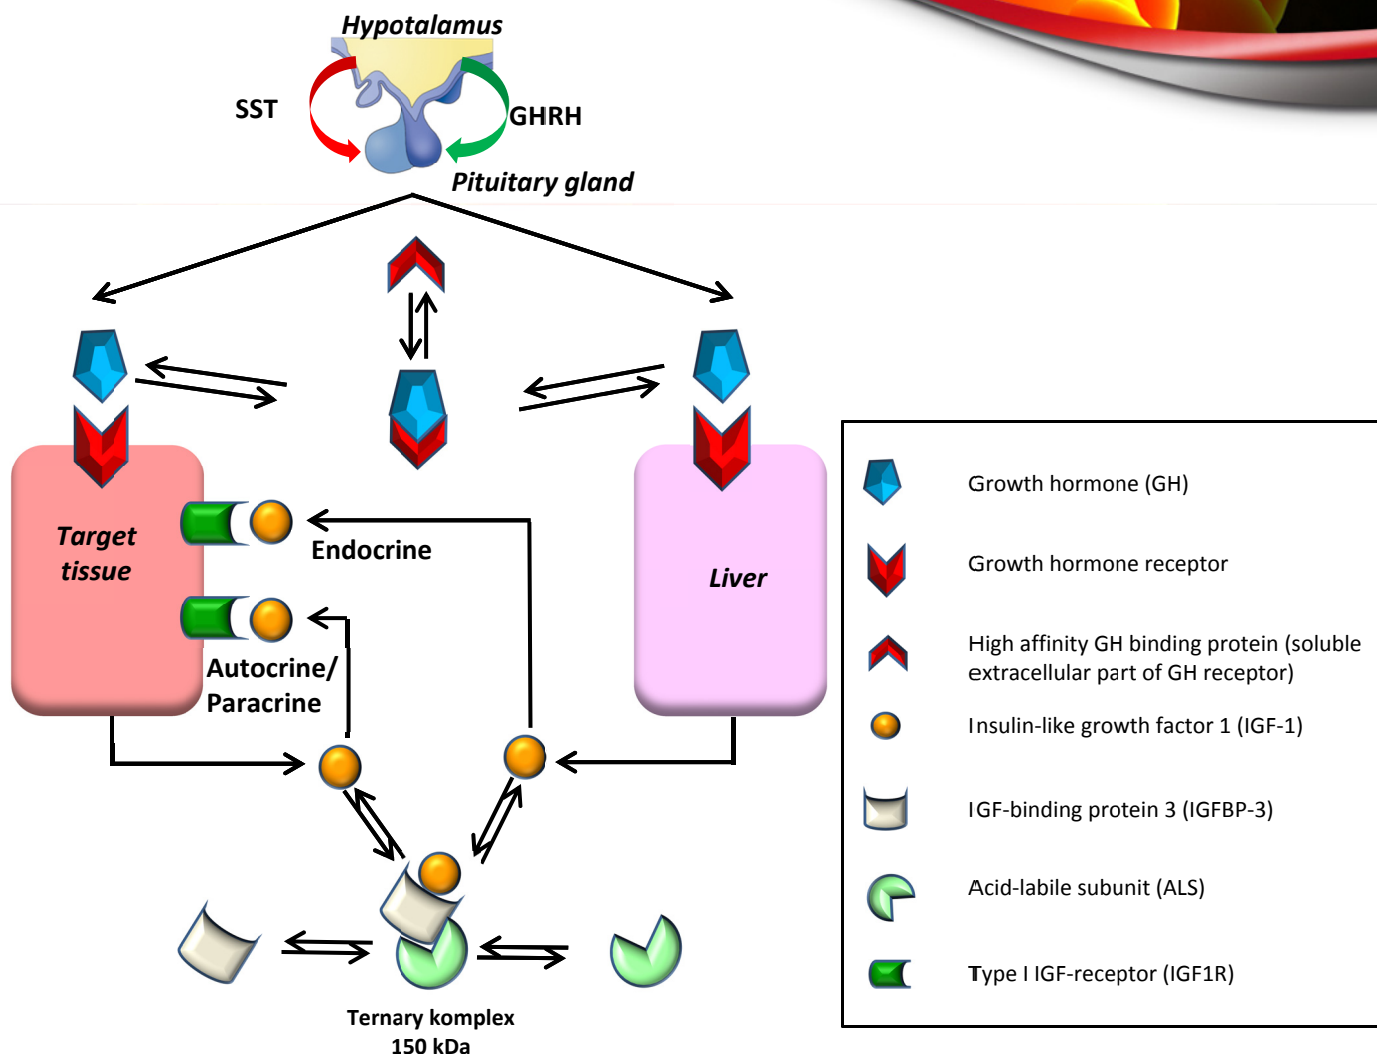 Hypotalamus
SST
GHRH
Pituitary gland
Target
tissue
Endocrine
Autocrine/
Paracrine
Liver
Ternary komplex
150 kDa
Growth hormone (GH)
Growth hormone receptor
High affinity GH binding protein (soluble
extracellular part of GH receptor)
Insulin-like growth factor 1 (IGF-1)
IGF-binding protein 3 (IGFBP-3)
Acid-labile subunit (ALS)
Type I IGF-receptor (IGF1R)